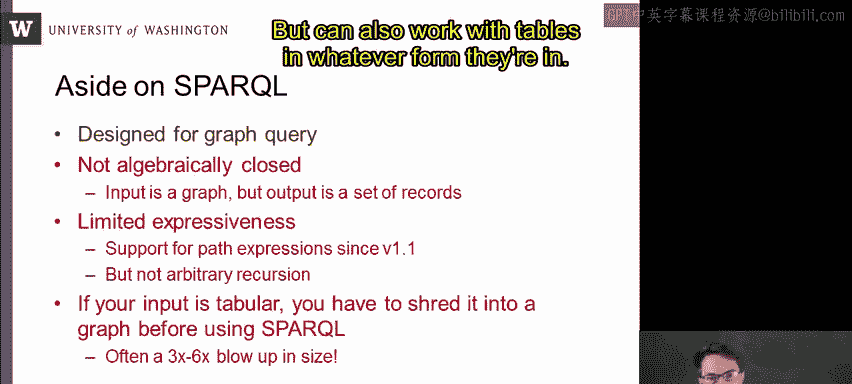 W UNIVERSITY of WASHINGTON
But can also work with tables
in whatever form they're in.
Aside on SPARQL
• Designed for graph query
• Not algebraically closed
– Input is a graph, but output is a set of records
• Limited expressiveness
– Support for path expressions since v1.1
– But not arbitrary recursion
• If your input is tabular, you have to shred it into a
graph before using SPARQL
– Often a 3x-6x blow up in size!
英字幕课程资源@bilibili.com